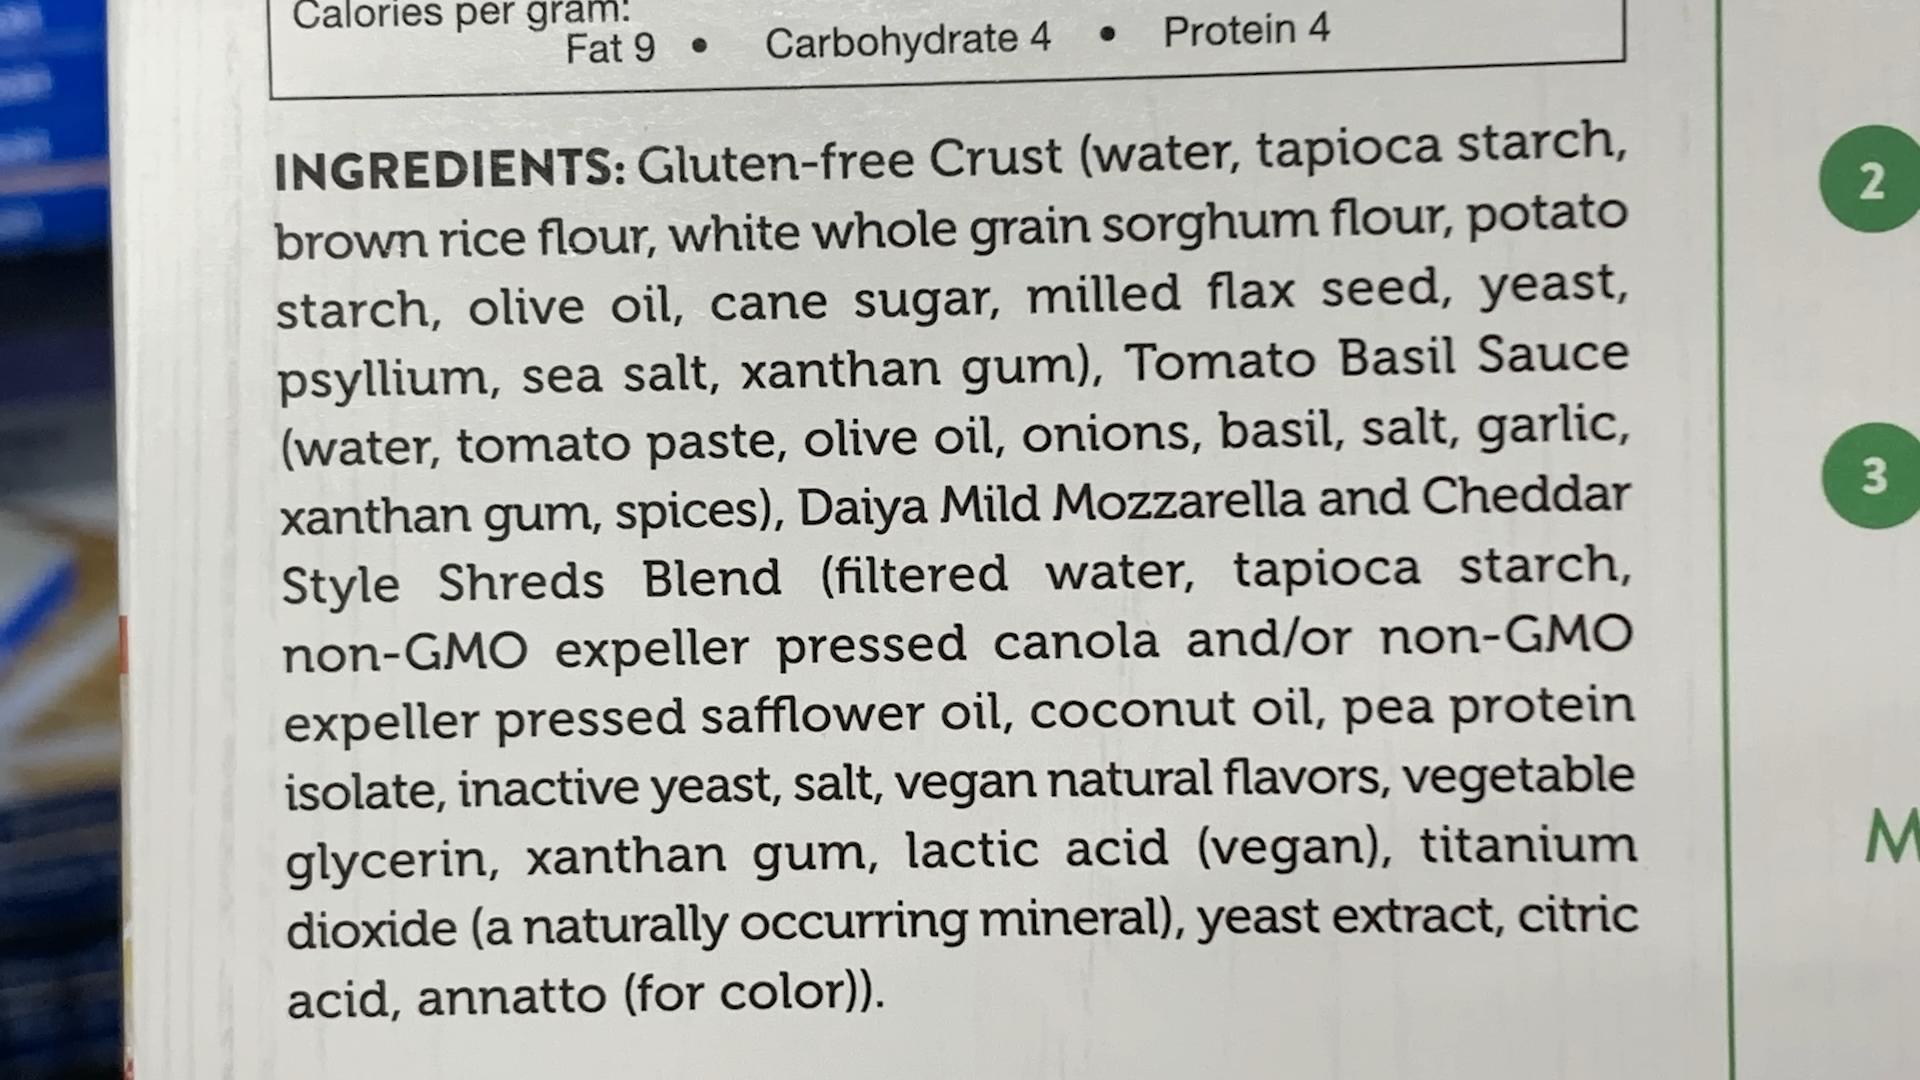 Calories per gram:
Fat 9 • Carbohydrate 4 • Protein 4
INGREDIENTS: Gluten-free Crust (water, tapioca starch,
brown rice flour, white whole grain sorghum flour, potato
starch, olive oil, cane sugar, milled flax seed, yeast,
psyllium, sea salt, xanthan gum), Tomato Basil Sauce
(water, tomato paste, olive oil, onions, basil, salt, garlic,
xanthan gum, spices), Daiya Mild Mozzarella and Cheddar
Style Shreds Blend (filtered water, tapioca starch,
non-GMO expeller pressed canola and/or non-GMO
expeller pressed safflower oil, coconut oil, pea protein
isolate, inactive yeast, salt, vegan natural flavors, vegetable
glycerin, xanthan gum, lactic acid (vegan), titanium
dioxide (a naturally occurring mineral), yeast extract, citric
acid, annatto (for color)).
2
3
M